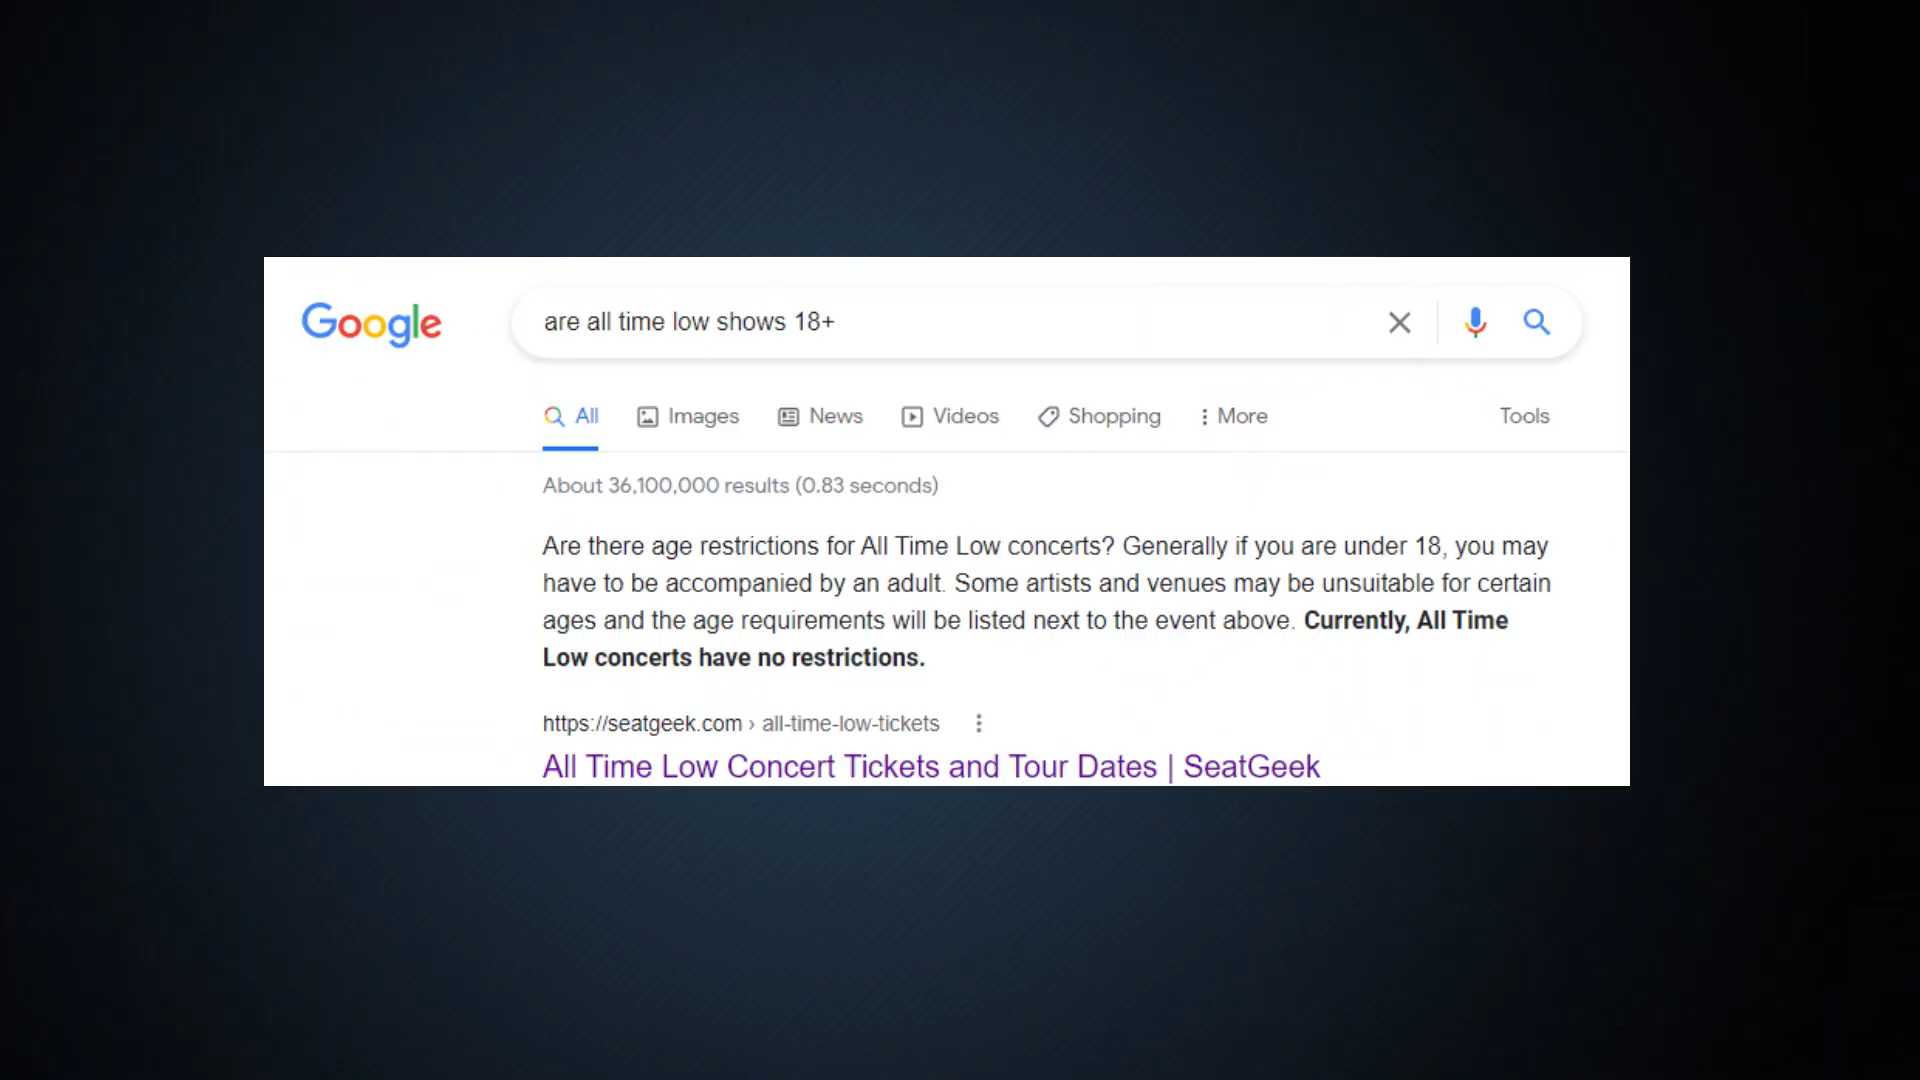 Google
are all time low shows 18+
All Images News Videos Shopping More Tools
About 36,100,000 results (0.83 seconds)
Are there age restrictions for All Time Low concerts? Generally if you are under 18, you may
have to be accompanied by an adult. Some artists and venues may be unsuitable for certain
ages and the age requirements will be listed next to the event above. Currently, All Time
Low concerts have no restrictions.
https://seatgeek.com › all-time-low-tickets
All Time Low Concert Tickets and Tour Dates | SeatGeek